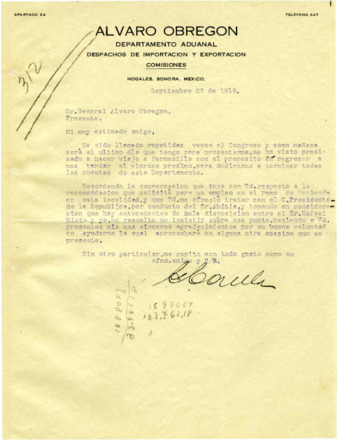 APARTADO 24
TELÉFONO 547
ALVARO OBREGON
DEPARTAMENTO ADUANAL
DESPACHOS DE IMPORTACION Y EXPORTACION
COMISIONES
NOGALES, SONORA, MEXICO.
312
Septiembre 25 de 1918.
Sr.General Alvaro Obregon,
Presente.
Mi muy estimado amigo,
He sido llamado repetidas veces al Congreso y como mañana
será el ultimo dia que tengo para presentarme, me he visto preci-
sado a hacer viaje a Hermosillo con el proposito de regresar a
mas tardar el viernes proximo, para dedicarme a terminar todas
las cuentas de este Departamento.
Recordando la conversacion que tuve con Vd. respecto a la
recomendacion que solicité para un empleo en el ramo de Hacienda
en esta localidad, y que Vd. me ofreció tratar con el C. Presidente
de la Republica, por conducto del Sr. y tomando en considera-
cion que hay antecedentes de mala disposicion entre el Sr. Rafael
y yo, he resuelto no insistir sobre ese punto, haciendo a Vd.
presentes mis mas sinceros agradecimientos por su buena voluntad
en ayudarme la cual aprovecharé en alguna otra ocasion que se
presente.
Sin otro particular, me repito con todo gusto como su
afmo. amigo y S.S.